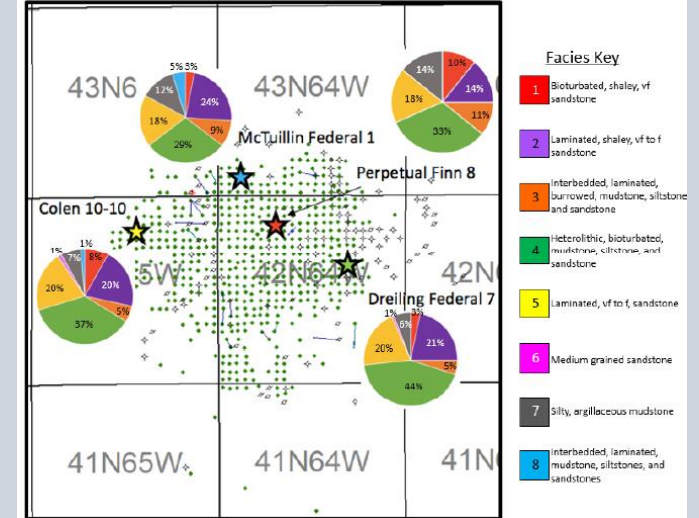 43N6
43N64W
McTuillin Federal 1
Perpetual Finn 8
Colen 10-10
5W
42N64W
42N
Dreiling Federal 7
41N65W
41N64W
41N
5%
3%
24%
9%
29%
18%
12%
10%
14%
11%
33%
18%
14%
1%
8%
20%
5%
37%
20%
1%
7%
3%
21%
5%
44%
20%
1%
6%
Facies Key
1 Bioturbated, shaley, vf
sandstone
2 Laminated, shaley, vf to f
sandstone
3 Interbedded, laminated,
burrowed, mudstone, siltstone
and sandstone
4 Heterolithic, bioturbated,
mudstone, siltstone, and
sandstone
5 Laminated, vf to f, sandstone
6 Medium grained sandstone
7 Silty, argillaceous mudstone
8 Interbedded, laminated,
mudstone, siltstones, and
sandstones